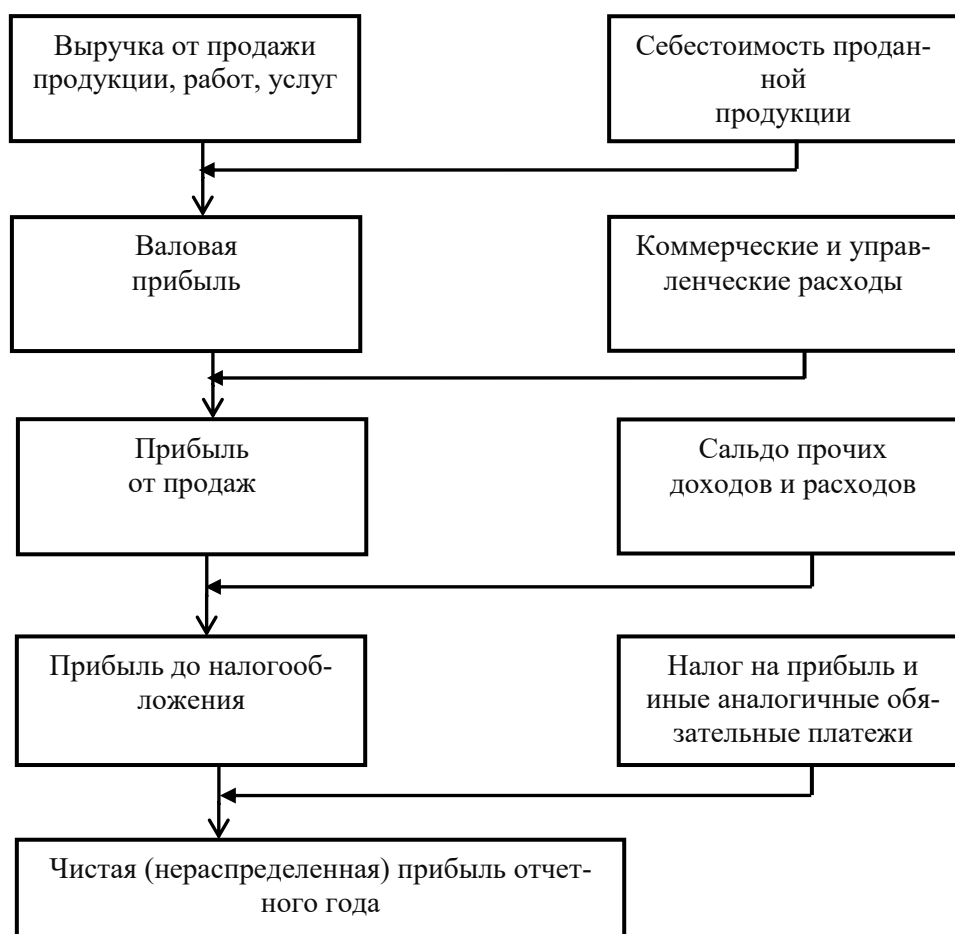 Выручка от продажи
продукции, работ, услуг
Себестоимость продан-
ной
продукции
Валовая
прибыль
Коммерческие и управ-
ленческие расходы
Прибыль
от продаж
Сальдо прочих
доходов и расходов
Прибыль до налогооб-
ложения
Налог на прибыль и
иные аналогичные обя-
зательные платежи
Чистая (нераспределенная) прибыль отчет-
ного года